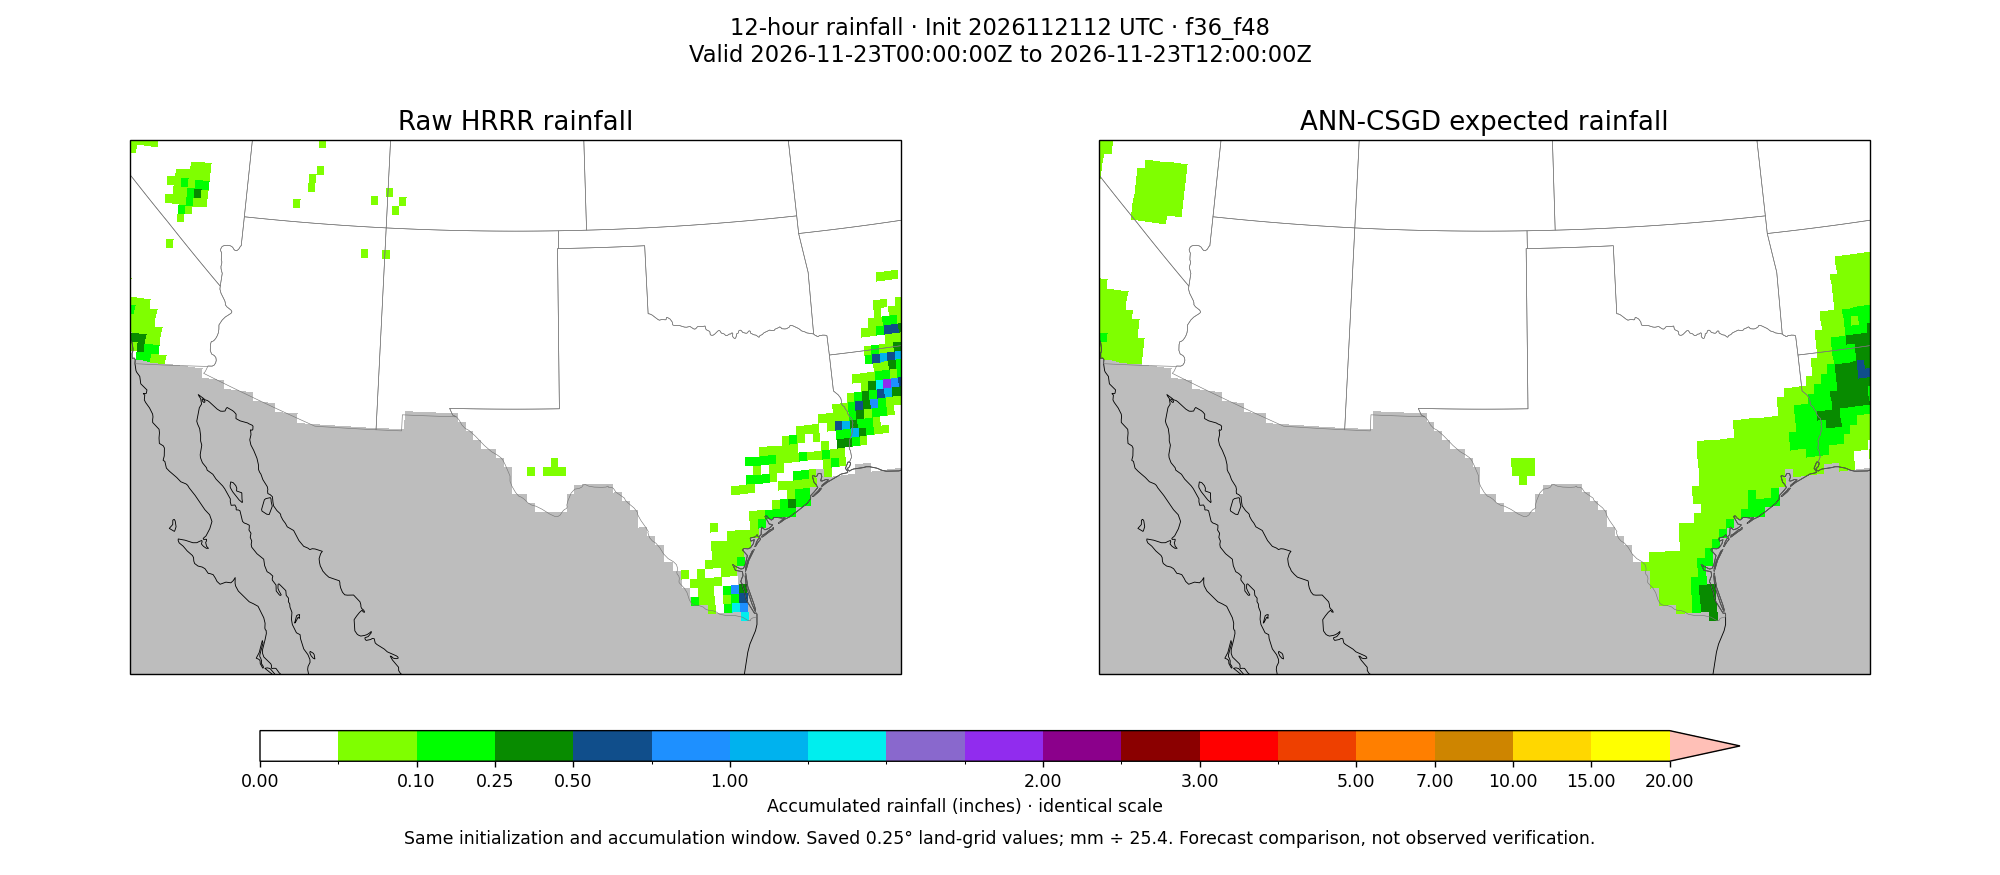 12-hour rainfall · Init 2026112112 UTC · f36_f48
Valid 2026-11-23T00:00:00Z to 2026-11-23T12:00:00Z
Raw HRRR rainfall
ANN-CSGD expected rainfall
0.00 0.10 0.25 0.50 1.00 2.00 3.00 5.00 7.00 10.00 15.00 20.00
Accumulated rainfall (inches) · identical scale
Same initialization and accumulation window. Saved 0.25° land-grid values; mm ÷ 25.4. Forecast comparison, not observed verification.